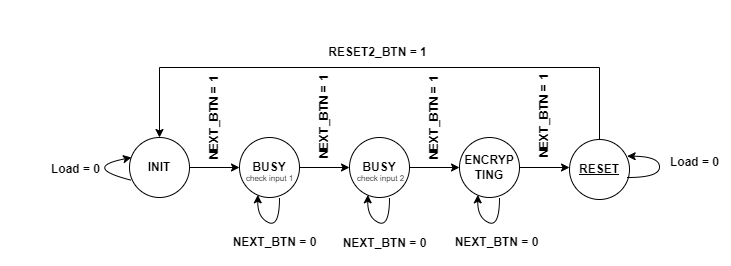 RESET2_BTN = 1
NEXT_BTN = 1
NEXT_BTN = 1
NEXT_BTN = 1
NEXT_BTN = 1
Load = 0
INIT
BUSY
check input 1
BUSY
check input 2
ENCRYP
TING
RESET
Load = 0
NEXT_BTN = 0
NEXT_BTN = 0
NEXT_BTN = 0